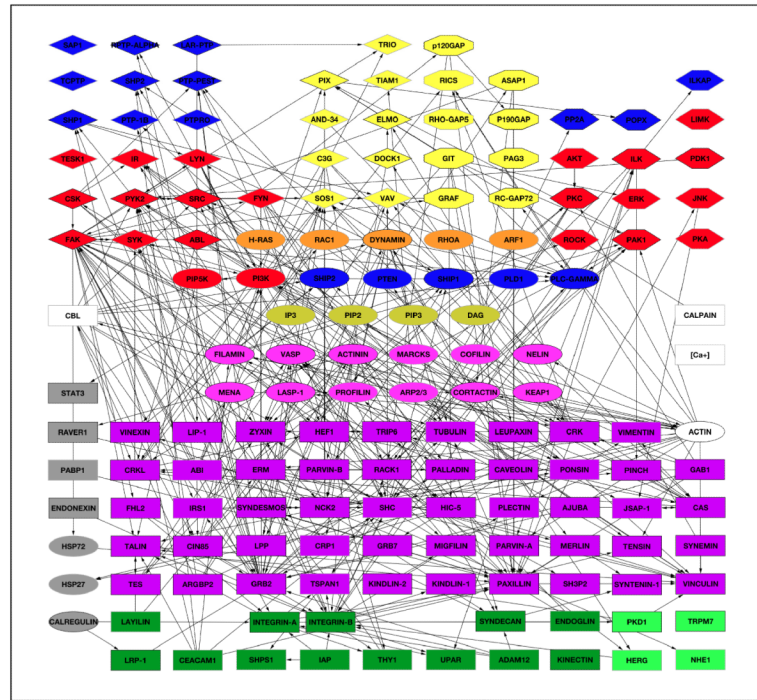 SAP1 RPTP-ALPHA LAR-PTP TRIO p120GAP
TCPTP SHP2 PTP-PEST PIX TIAM1 RICS ASAP1 ILKAP
SHP1 PTP-1B PTPRO AND-34 ELMO RHO-GAP5 P190GAP PP2A PDPX LIMK
TESK1 IR LYN C3G DOCK1 GIT PAG3 AKT ILK PDK1
CSK PYK2 SRC FYN SOS1 VAV GRAF RC-GAP72 PKC ERK JNK
FAK SYK ABL H-RAS RAC1 DYNAMIN RHOA ARF1 ROCK PAK1 PKA
PIP5K PI3K SHIP2 PTEN SHIP1 PLD1 PLC-GAMMA
CBL IP3 PIP2 PIP3 DAG CALPAIN
FILAMIN VASP ACTININ MARCKS COFILIN NELIN [Ca+]
STAT3 MENA LASP-1 PROFILIN ARP2/3 CORTACTIN KEAP1
RAVER1 VINEXIN LIP-1 ZYXIN HEF1 TRIP6 TUBULIN LEUPAXIN CRK VIMENTIN ACTIN
PABP1 CRKL ABI ERM PARVIN-B RACK1 PALLADIN CAVEOLIN PONSIN PINCH GAB1
ENDONEXIN FHL2 IRS1 SYNDESMOS NCK2 SHC HIC-5 PLECTIN AJUBA JSAP-1 CAS
HSP72 TALIN CIN85 LPP CRP1 GRB7 MIGFILIN PARVIN-A MERLIN TENSIN SYNEMIN
HSP27 TES ARGBP2 GRB2 TSPAN1 KINDLIN-2 KINDLIN-1 PAXILLIN SH3P2 SYNTENIN-1 VINCULIN
CALREGULIN LAYILIN INTEGRIN-A INTEGRIN-B SYNDECAN ENDOGLIN PKD1 TRPM7
LRP-1 CEACAM1 SHPS1 IAP THY1 UPAR ADAM12 KINECTIN HERG NHE1